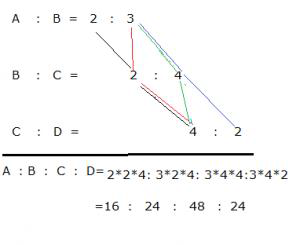 A : B = 2 : 3
B : C = 2 : 4
C : D = 4 : 2
A : B : C : D= 2*2*4: 3*2*4: 3*4*4:3*4*2
=16 : 24 : 48 : 24